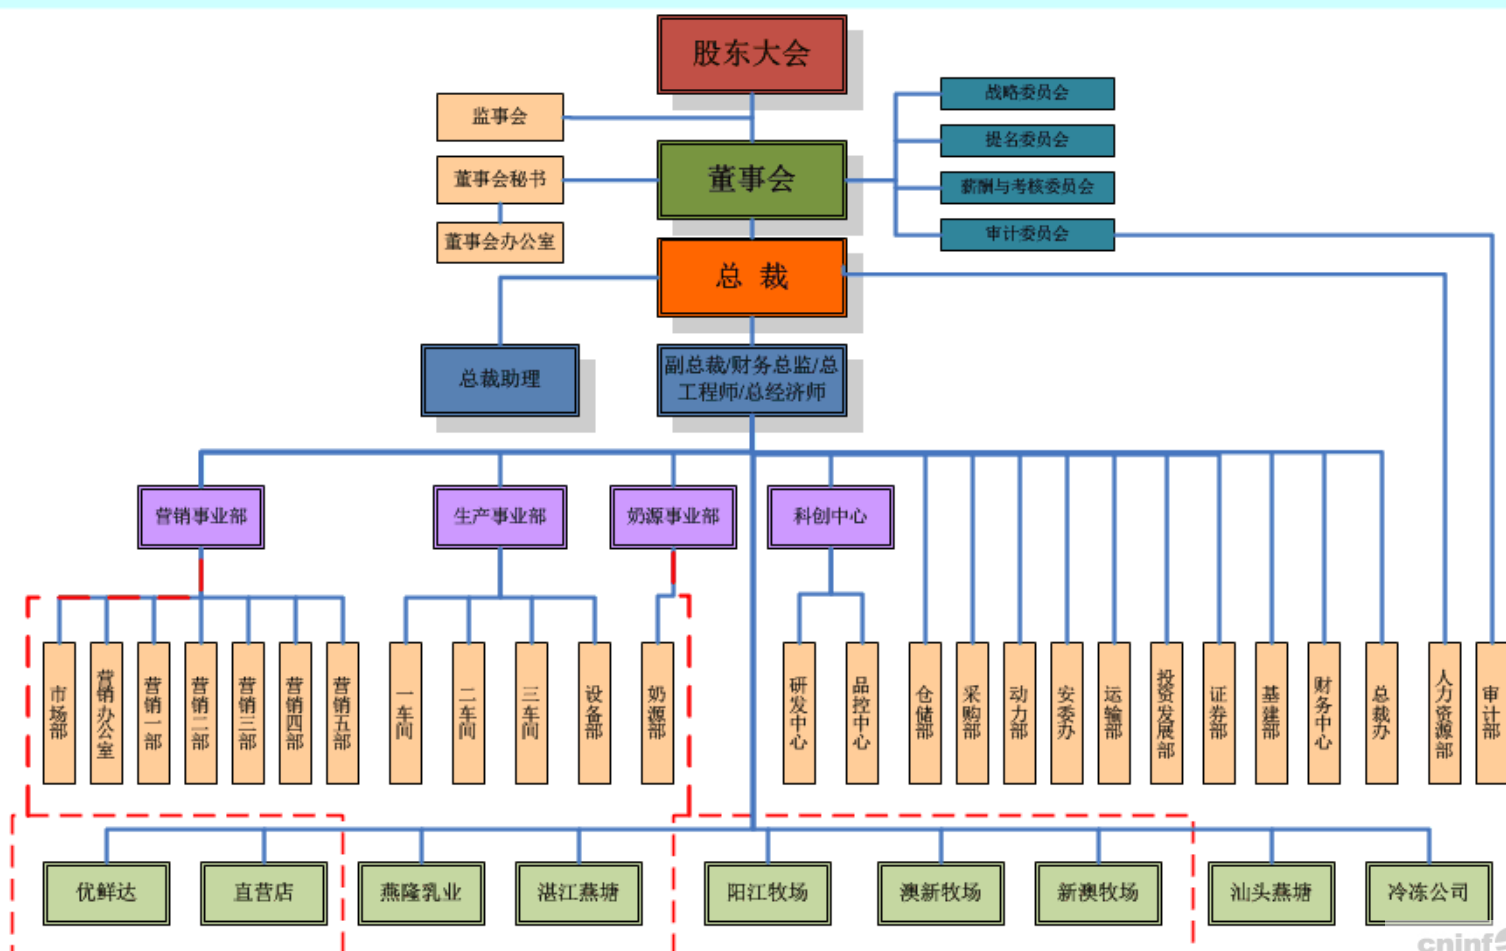 股东大会
监事会
战略委员会
提名委员会
董事会秘书
董事会
薪酬与考核委员会
董事会办公室
审计委员会
总 裁
总裁助理
副总裁/财务总监/总
工程师/总经济师
营销事业部
生产事业部
奶源事业部
科创中心
市场部
营销办公室
营销一部
营销二部
营销三部
营销四部
营销五部
一车间
二车间
三车间
设备部
奶源部
研发中心
品控中心
仓储部
采购部
动力部
安委办
运输部
投资发展部
证券部
基建部
财务中心
总裁办
人力资源部
审计部
优鲜达
直营店
燕隆乳业
湛江燕塘
阳江牧场
澳新牧场
新澳牧场
汕头燕塘
冷冻公司
cninf